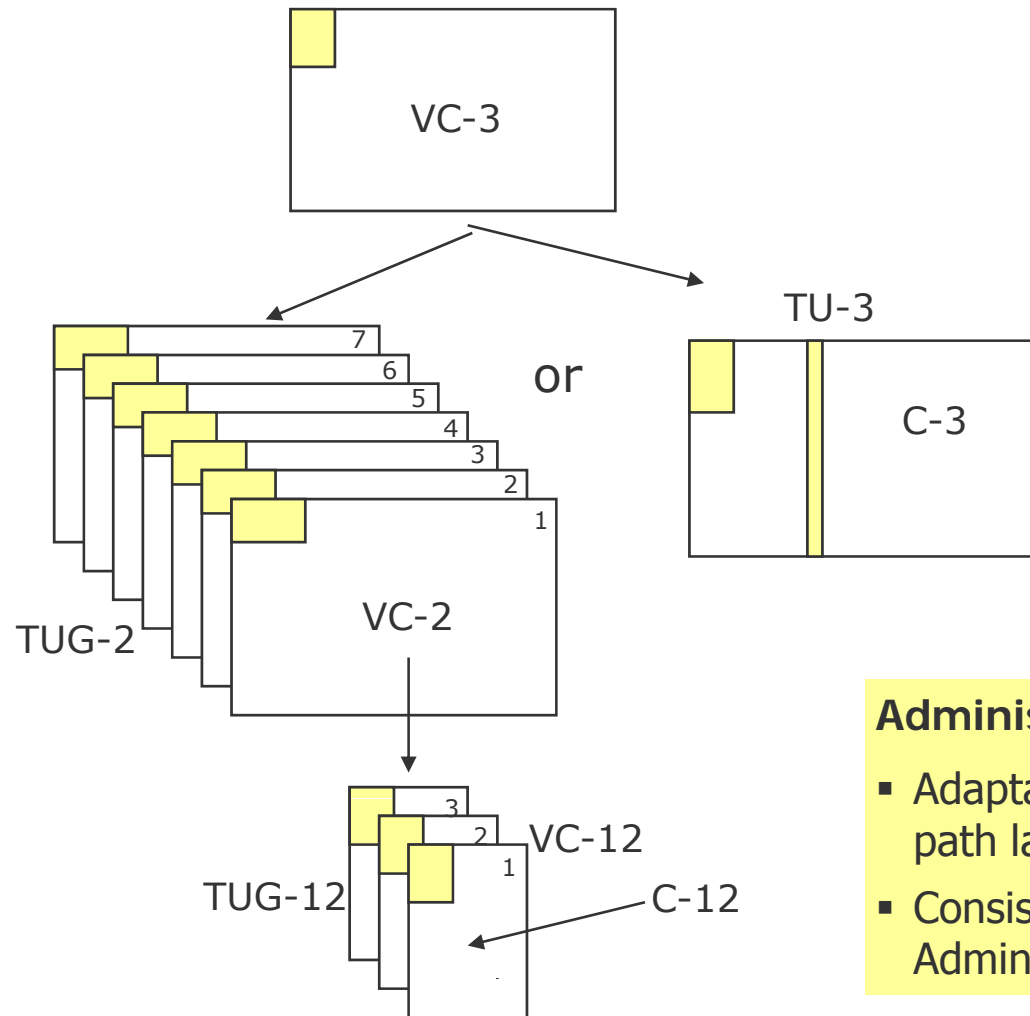 VC-3
TU-3
7
6
5
4
3
2
1
or
C-3
VC-2
TUG-2
3
2
1
VC-12
TUG-12
C-12
▪ Adapta
path la
▪ Consis
Admin